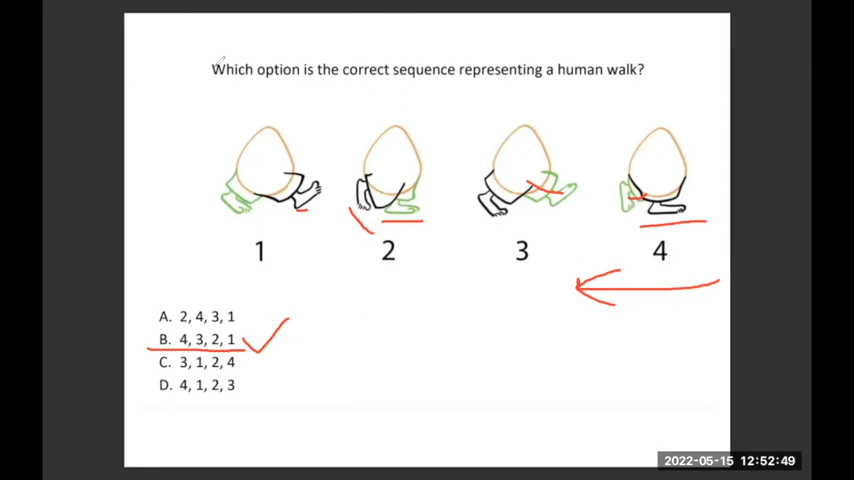 Which option is the correct sequence representing a human walk?
1 2 3 4
A. 2, 4, 3, 1
B. 4, 3, 2, 1
C. 3, 1, 2, 4
D. 4, 1, 2, 3
2022-05-15 12:52:49